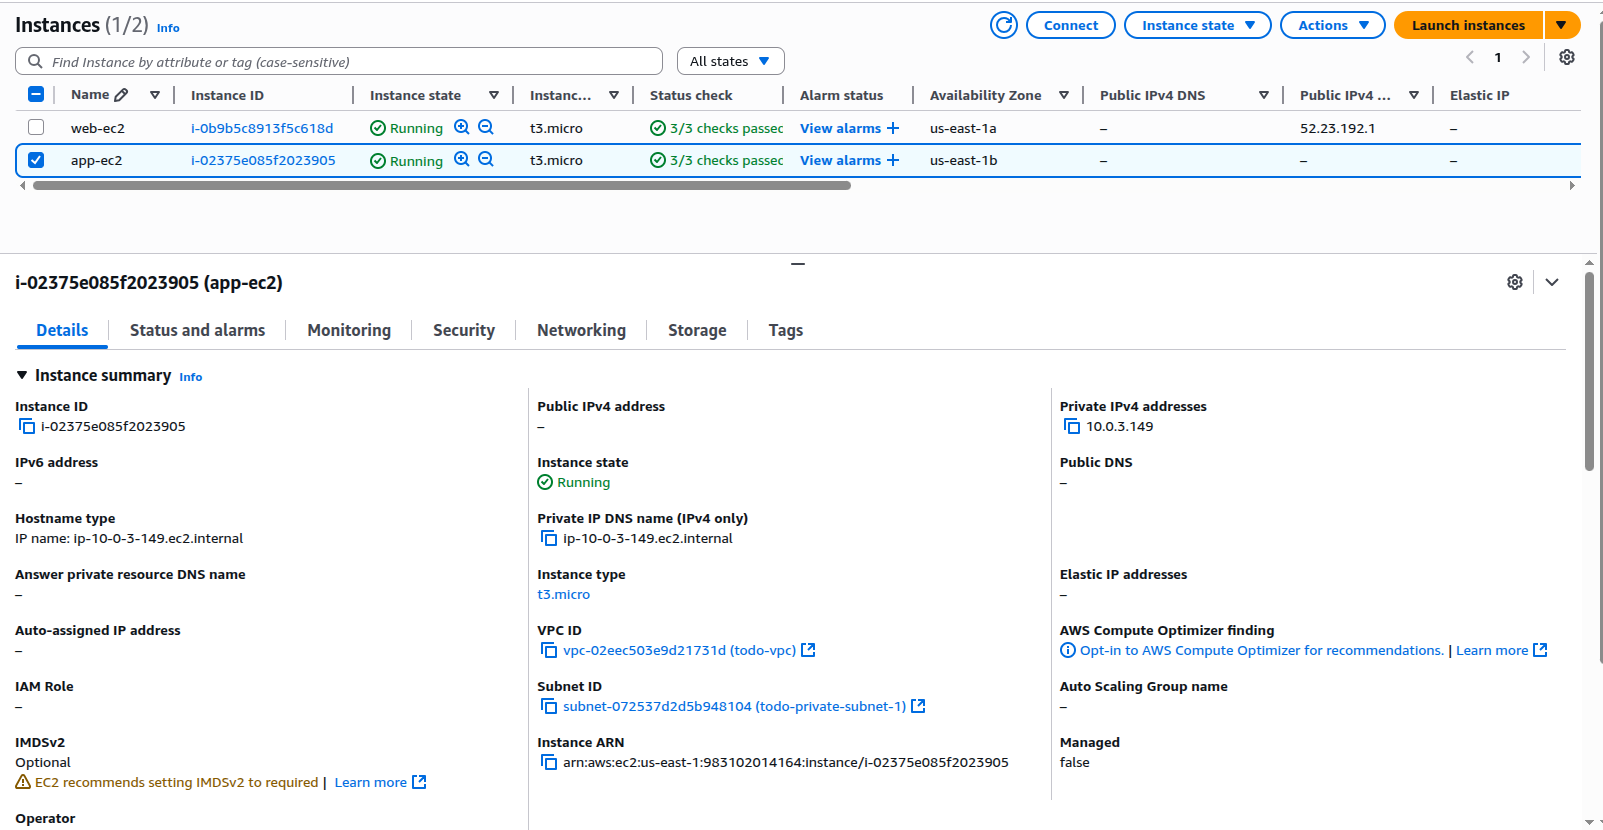 Instances (1/2) Info Connect Instance state Actions Launch instances
Find Instance by attribute or tag (case-sensitive) All states 1
Name Instance ID Instance state Instanc... Status check Alarm status Availability Zone Public IPv4 DNS Public IPv4 ... Elastic IP
web-ec2 i-0b9b5c8913f5c618d Running t3.micro 3/3 checks passec View alarms + us-east-1a – 52.23.192.1 –
app-ec2 i-02375e085f2023905 Running t3.micro 3/3 checks passec View alarms + us-east-1b – – –
i-02375e085f2023905 (app-ec2)
Details Status and alarms Monitoring Security Networking Storage Tags
Instance summary Info
Instance ID
i-02375e085f2023905
IPv6 address
–
Hostname type
IP name: ip-10-0-3-149.ec2.internal
Answer private resource DNS name
–
Auto-assigned IP address
–
IAM Role
–
IMDSv2
Optional
EC2 recommends setting IMDSv2 to required | Learn more
Operator
Public IPv4 address
–
Instance state
Running
Private IP DNS name (IPv4 only)
ip-10-0-3-149.ec2.internal
Instance type
t3.micro
VPC ID
vpc-02eec503e9d21731d (todo-vpc)
Subnet ID
subnet-072537d2d5b948104 (todo-private-subnet-1)
Instance ARN
arn:aws:ec2:us-east-1:983102014164:instance/i-02375e085f2023905
Private IPv4 addresses
10.0.3.149
Public DNS
–
Elastic IP addresses
–
AWS Compute Optimizer finding
Opt-in to AWS Compute Optimizer for recommendations. | Learn more
Auto Scaling Group name
–
Managed
false